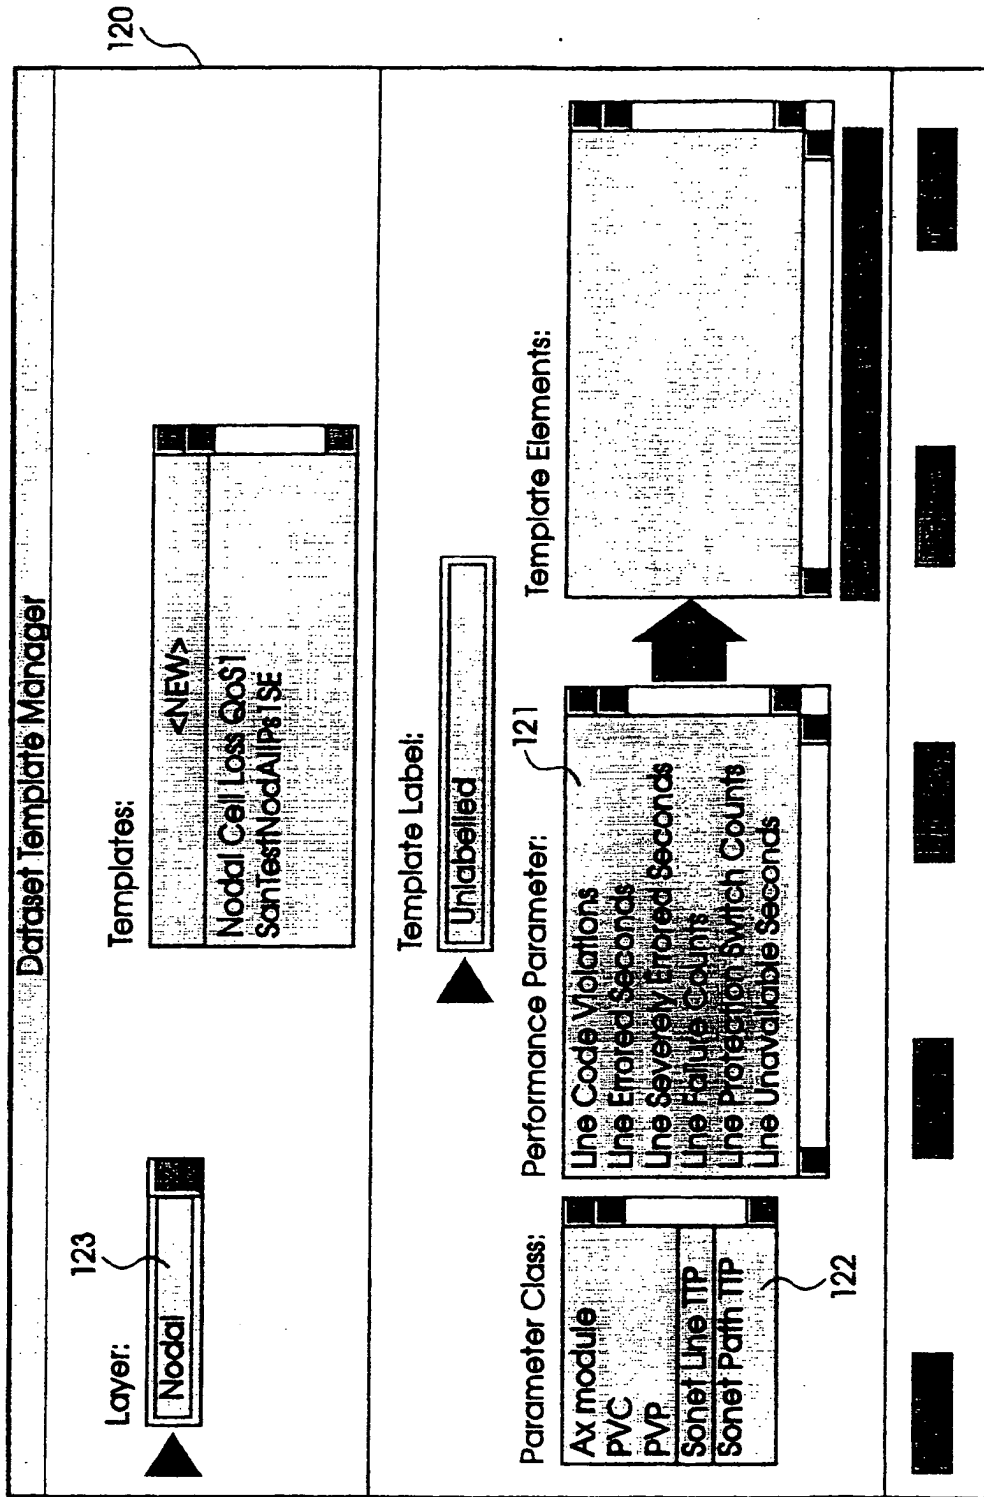 120
Dataset Template Manager
Layer:
Nodal
123
Templates:
<NEW>
Nodal Cell Loss QoS1
SanTestNodAllPs1SE
Template Label:
Unlabelled
Parameter Class:
Ax module
PVC
PVP
Sonet Line TTP
Sonet Path TTP
122
Performance Parameter:
121
Line Code Violations
Line Errored Seconds
Line Severely Errored Seconds
Line Failure Counts
Line Protection Switch Counts
Line Unavailable Seconds
Template Elements: